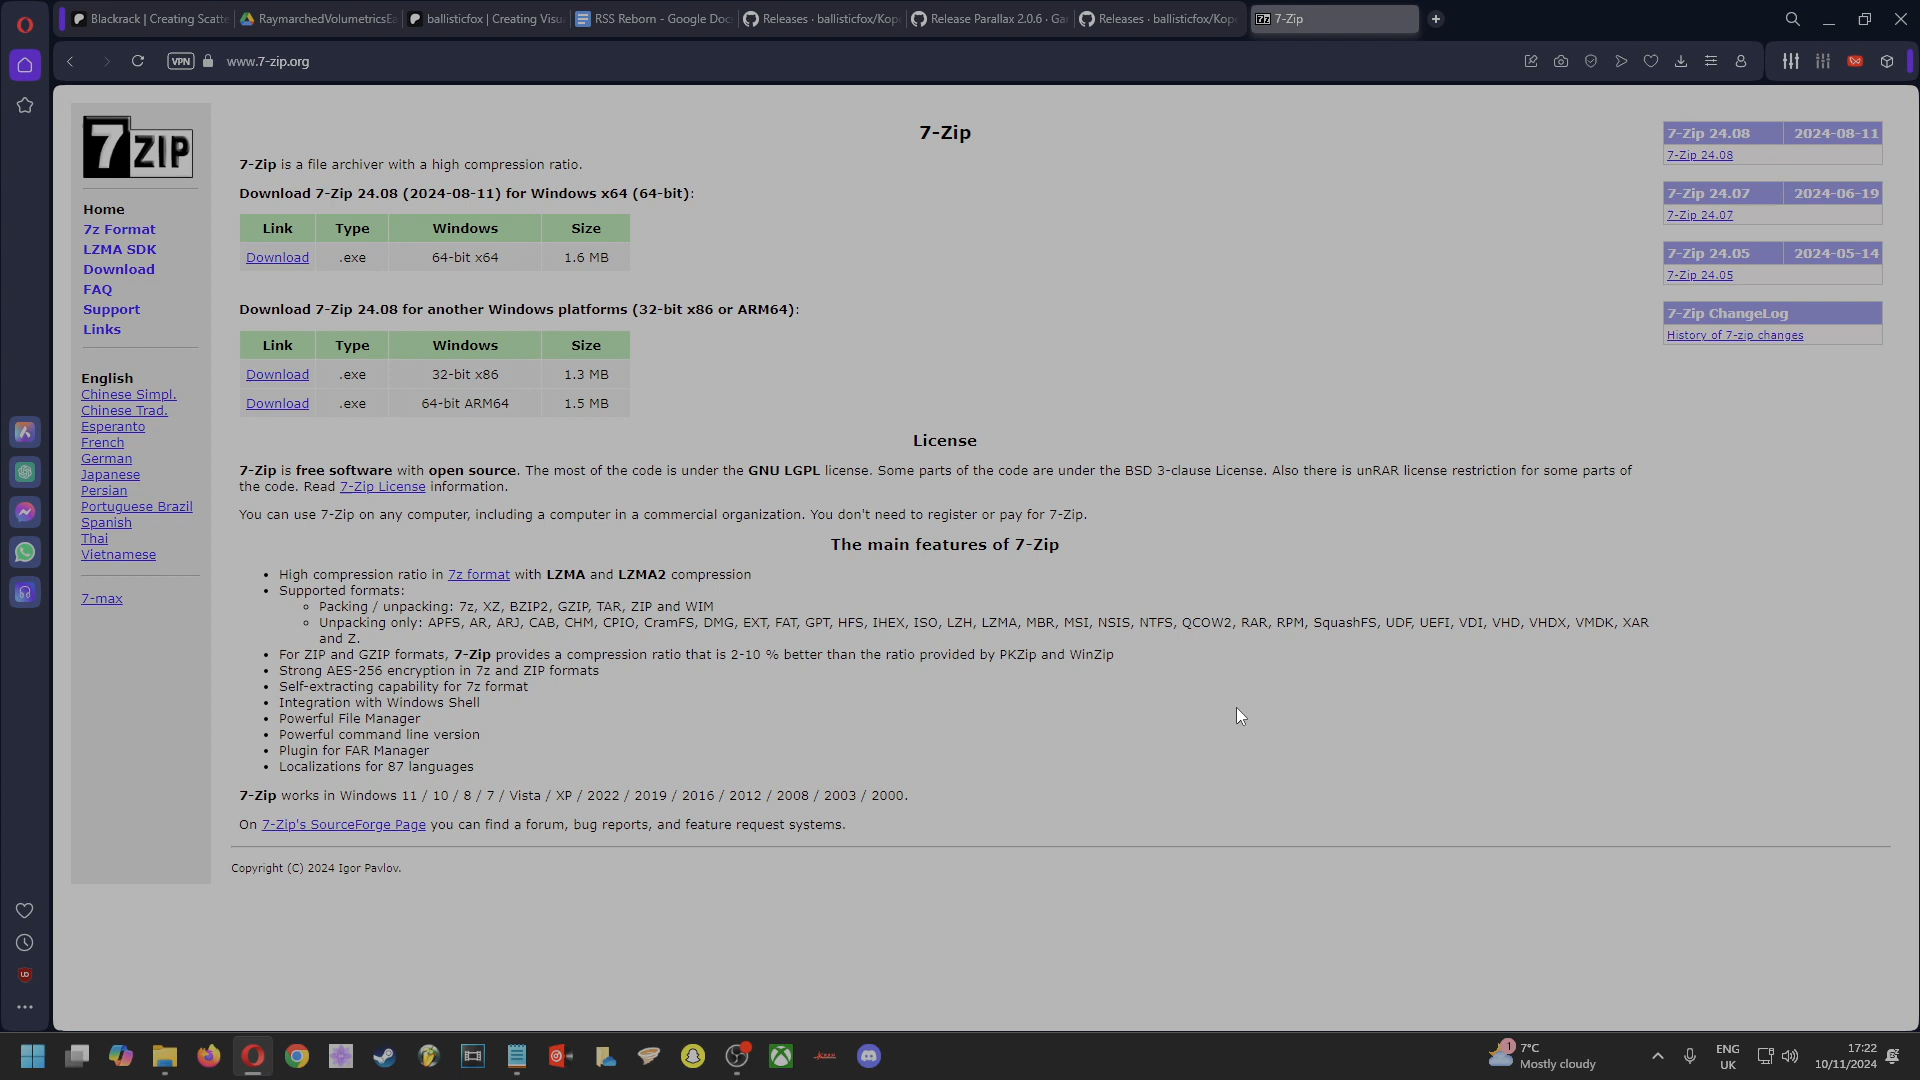 Blackrack | Creating Scatte
RaymarchedVolumetricsEa
ballisticfox | Creating Visu
RSS Reborn - Google Doc
Releases · ballisticfox/Kope
Release Parallax 2.0.6 · Ga
Releases · ballisticfox/Kope
7-Zip
VPN
www.7-zip.org
7ZIP
Home
7z Format
LZMA SDK
Download
FAQ
Support
Links
English
Chinese Simpl.
Chinese Trad.
Esperanto
French
German
Japanese
Persian
Portuguese Brazil
Spanish
Thai
Vietnamese
7-max
7-Zip
7-Zip is a file archiver with a high compression ratio.
Download 7-Zip 24.08 (2024-08-11) for Windows x64 (64-bit):
Link Type Windows Size
Download .exe 64-bit x64 1.6 MB
Download 7-Zip 24.08 for another Windows platforms (32-bit x86 or ARM64):
Link Type Windows Size
Download .exe 32-bit x86 1.3 MB
Download .exe 64-bit ARM64 1.5 MB
License
7-Zip is free software with open source. The most of the code is under the GNU LGPL license. Some parts of the code are under the BSD 3-clause License. Also there is unRAR license restriction for some parts of
the code. Read 7-Zip License information.
You can use 7-Zip on any computer, including a computer in a commercial organization. You don't need to register or pay for 7-Zip.
The main features of 7-Zip
• High compression ratio in 7z format with LZMA and LZMA2 compression
• Supported formats:
◦ Packing / unpacking: 7z, XZ, BZIP2, GZIP, TAR, ZIP and WIM
◦ Unpacking only: APFS, AR, ARJ, CAB, CHM, CPIO, CramFS, DMG, EXT, FAT, GPT, HFS, IHEX, ISO, LZH, LZMA, MBR, MSI, NSIS, NTFS, QCOW2, RAR, RPM, SquashFS, UDF, UEFI, VDI, VHD, VHDX, VMDK, XAR
and Z.
• For ZIP and GZIP formats, 7-Zip provides a compression ratio that is 2-10 % better than the ratio provided by PKZip and WinZip
• Strong AES-256 encryption in 7z and ZIP formats
• Self-extracting capability for 7z format
• Integration with Windows Shell
• Powerful File Manager
• Powerful command line version
• Plugin for FAR Manager
• Localizations for 87 languages
7-Zip works in Windows 11 / 10 / 8 / 7 / Vista / XP / 2022 / 2019 / 2016 / 2012 / 2008 / 2003 / 2000.
On 7-Zip's SourceForge Page you can find a forum, bug reports, and feature request systems.
Copyright (C) 2024 Igor Pavlov.
7-Zip 24.08 2024-08-11
7-Zip 24.08
7-Zip 24.07 2024-06-19
7-Zip 24.07
7-Zip 24.05 2024-05-14
7-Zip 24.05
7-Zip ChangeLog
History of 7-zip changes
1
7°C
Mostly cloudy
ENG
UK
17:22
10/11/2024